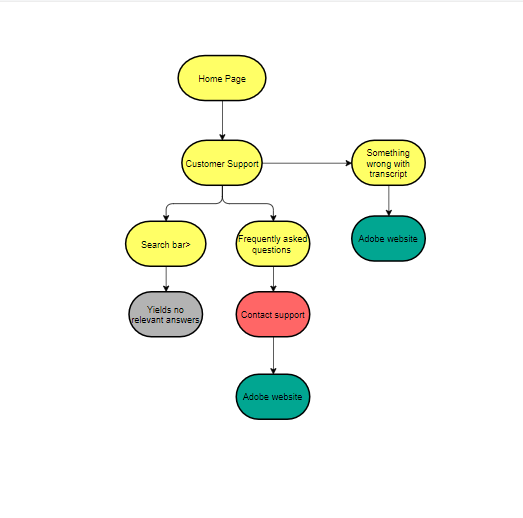 Home Page
Customer Support
Something
wrong with
transcript
Search bar>
Frequently asked
questions
Adobe website
Yields no
relevant answers
Contact support
Adobe website